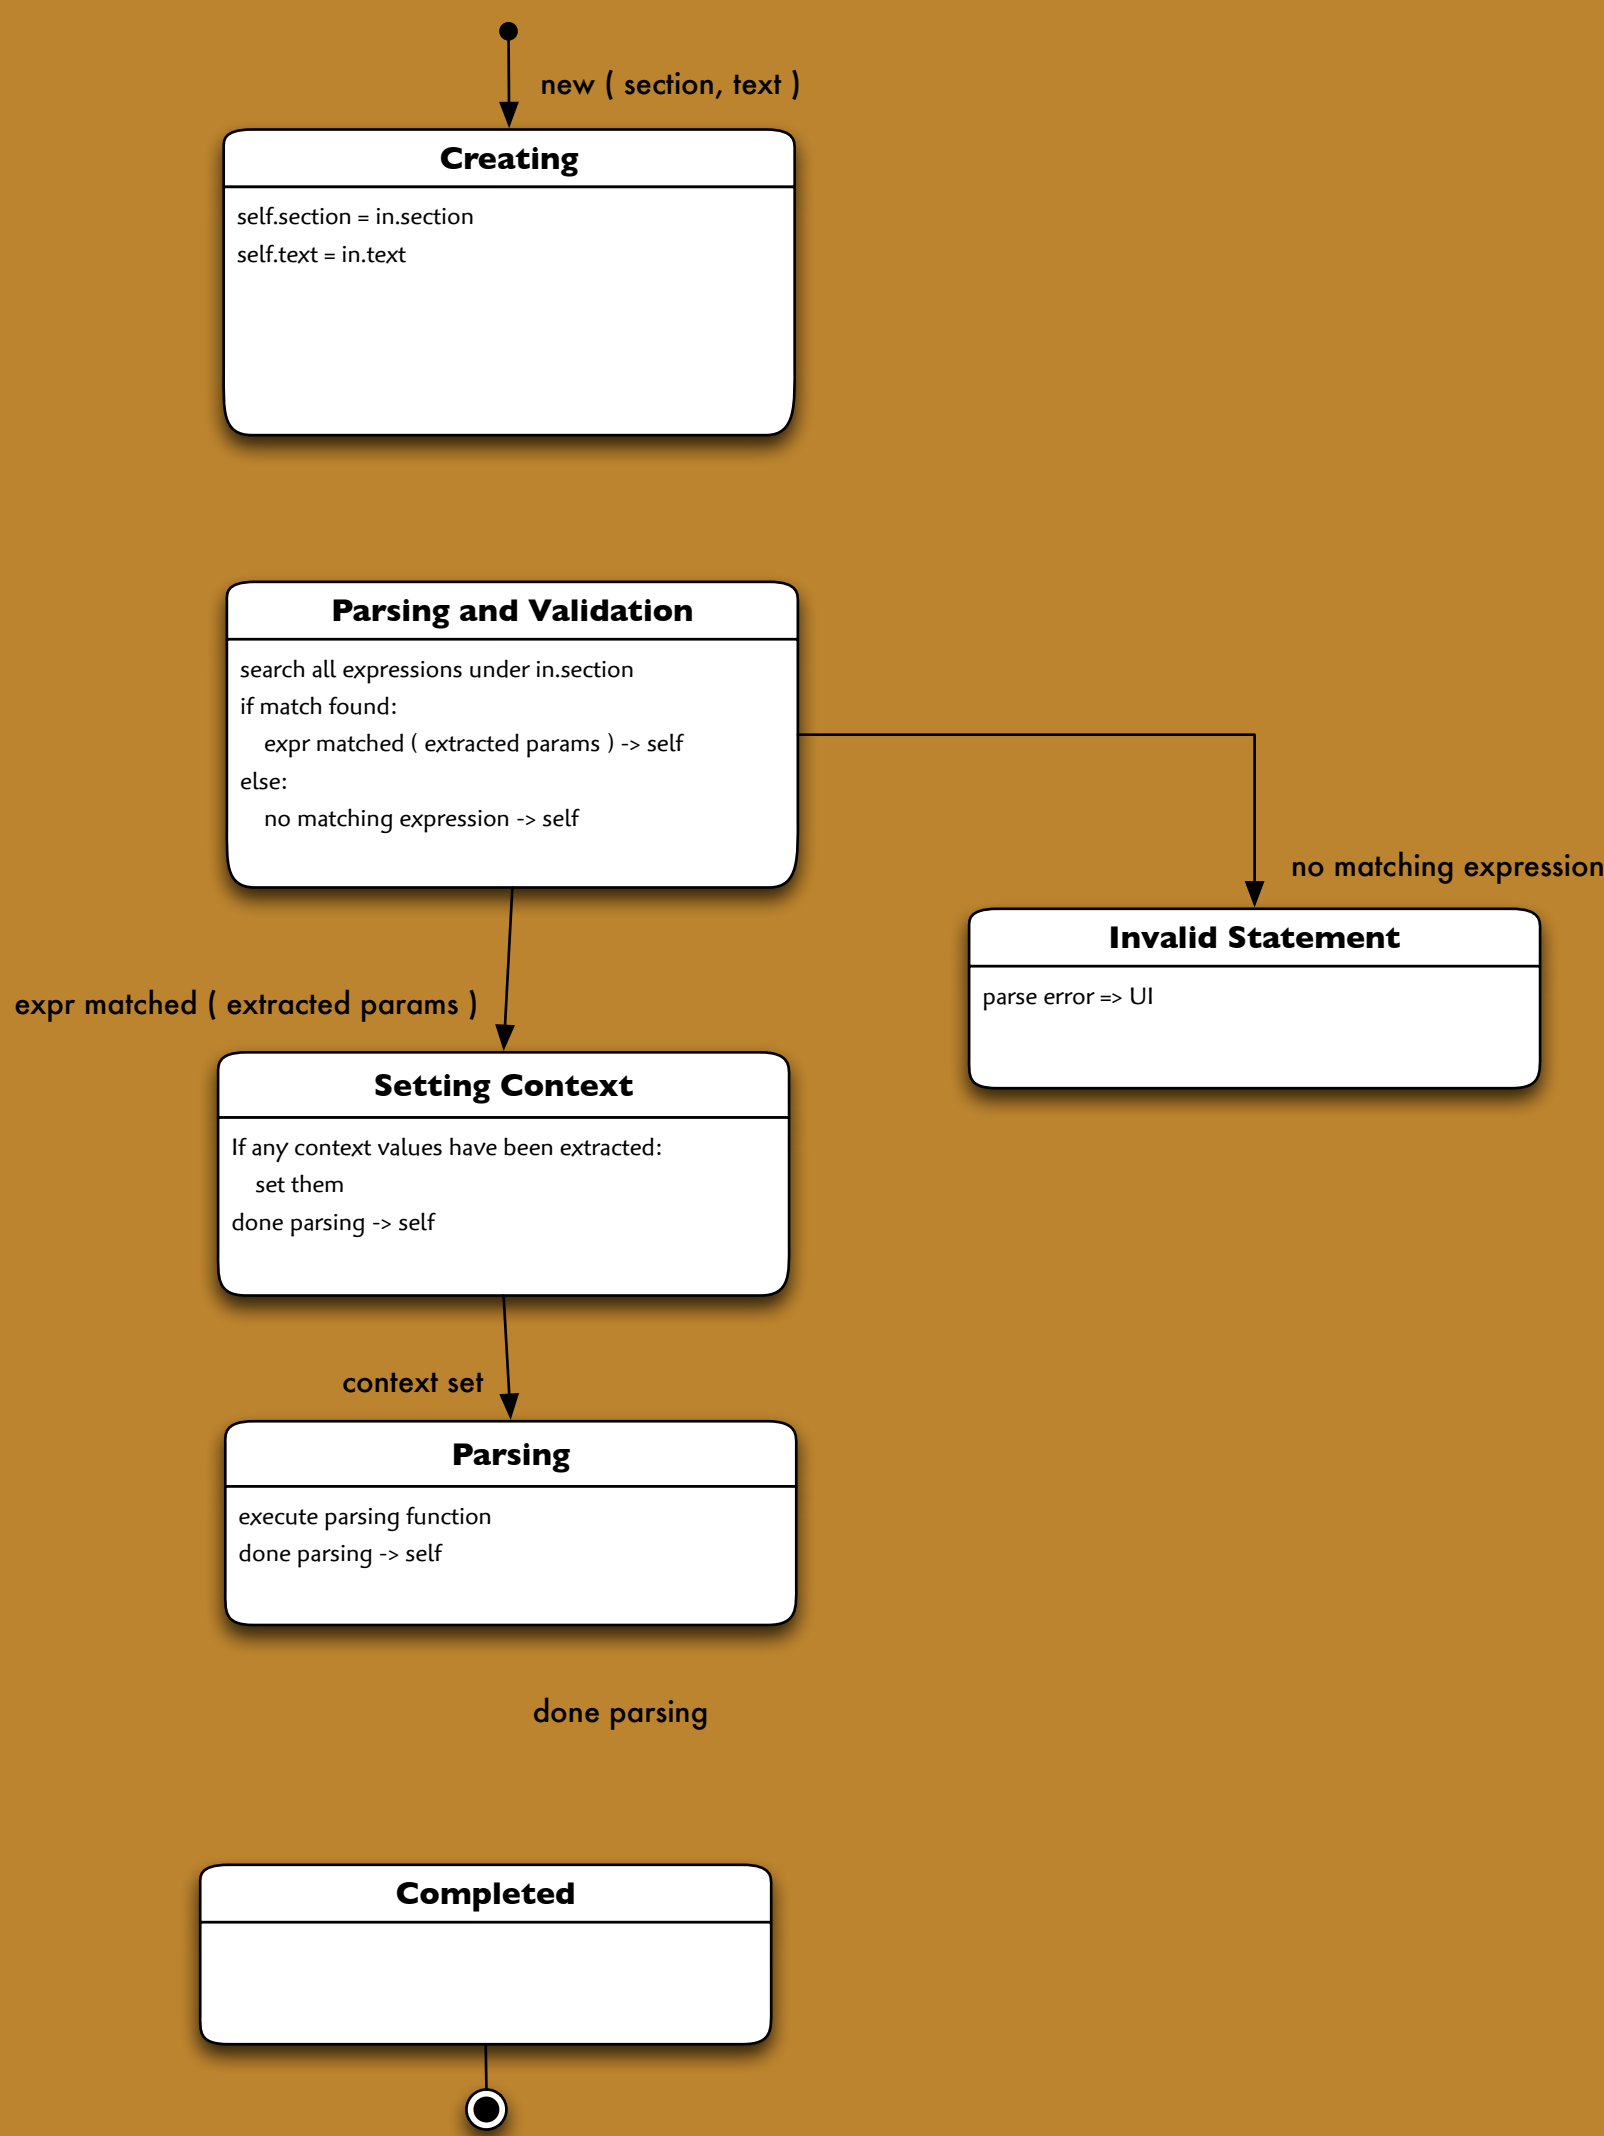 new ( section, text )
Creating
self.section = in.section
self.text = in.text
Parsing and Validation
search all expressions under in.section
if match found:
expr matched ( extracted params ) -> self
else:
no matching expression -> self
no matching expression
Invalid Statement
parse error => UI
expr matched ( extracted params )
Setting Context
If any context values have been extracted:
set them
done parsing -> self
context set
Parsing
execute parsing function
done parsing -> self
done parsing
Completed